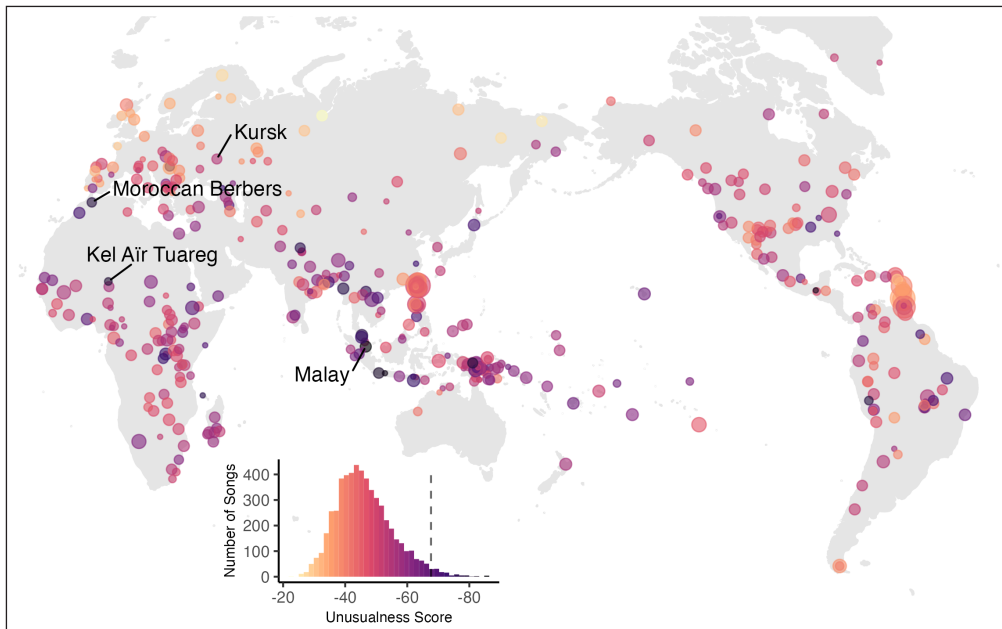 Kursk
Moroccan Berbers
Kel Aïr Tuareg
Malay
Number of Songs
400
300
200
100
0
-20 -40 -60 -80
Unusualness Score